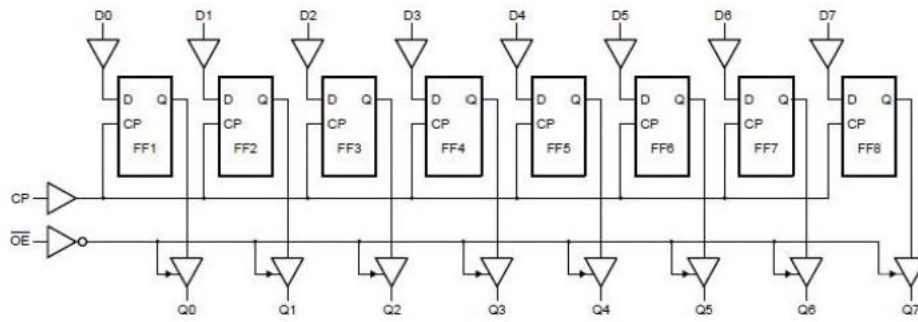 D0 D1 D2 D3 D4 D5 D6 D7
D Q D Q D Q D Q D Q D Q D Q D Q
CP CP CP CP CP CP CP CP
FF1 FF2 FF3 FF4 FF5 FF6 FF7 FF8
CP
OE
Q0 Q1 Q2 Q3 Q4 Q5 Q6 Q7